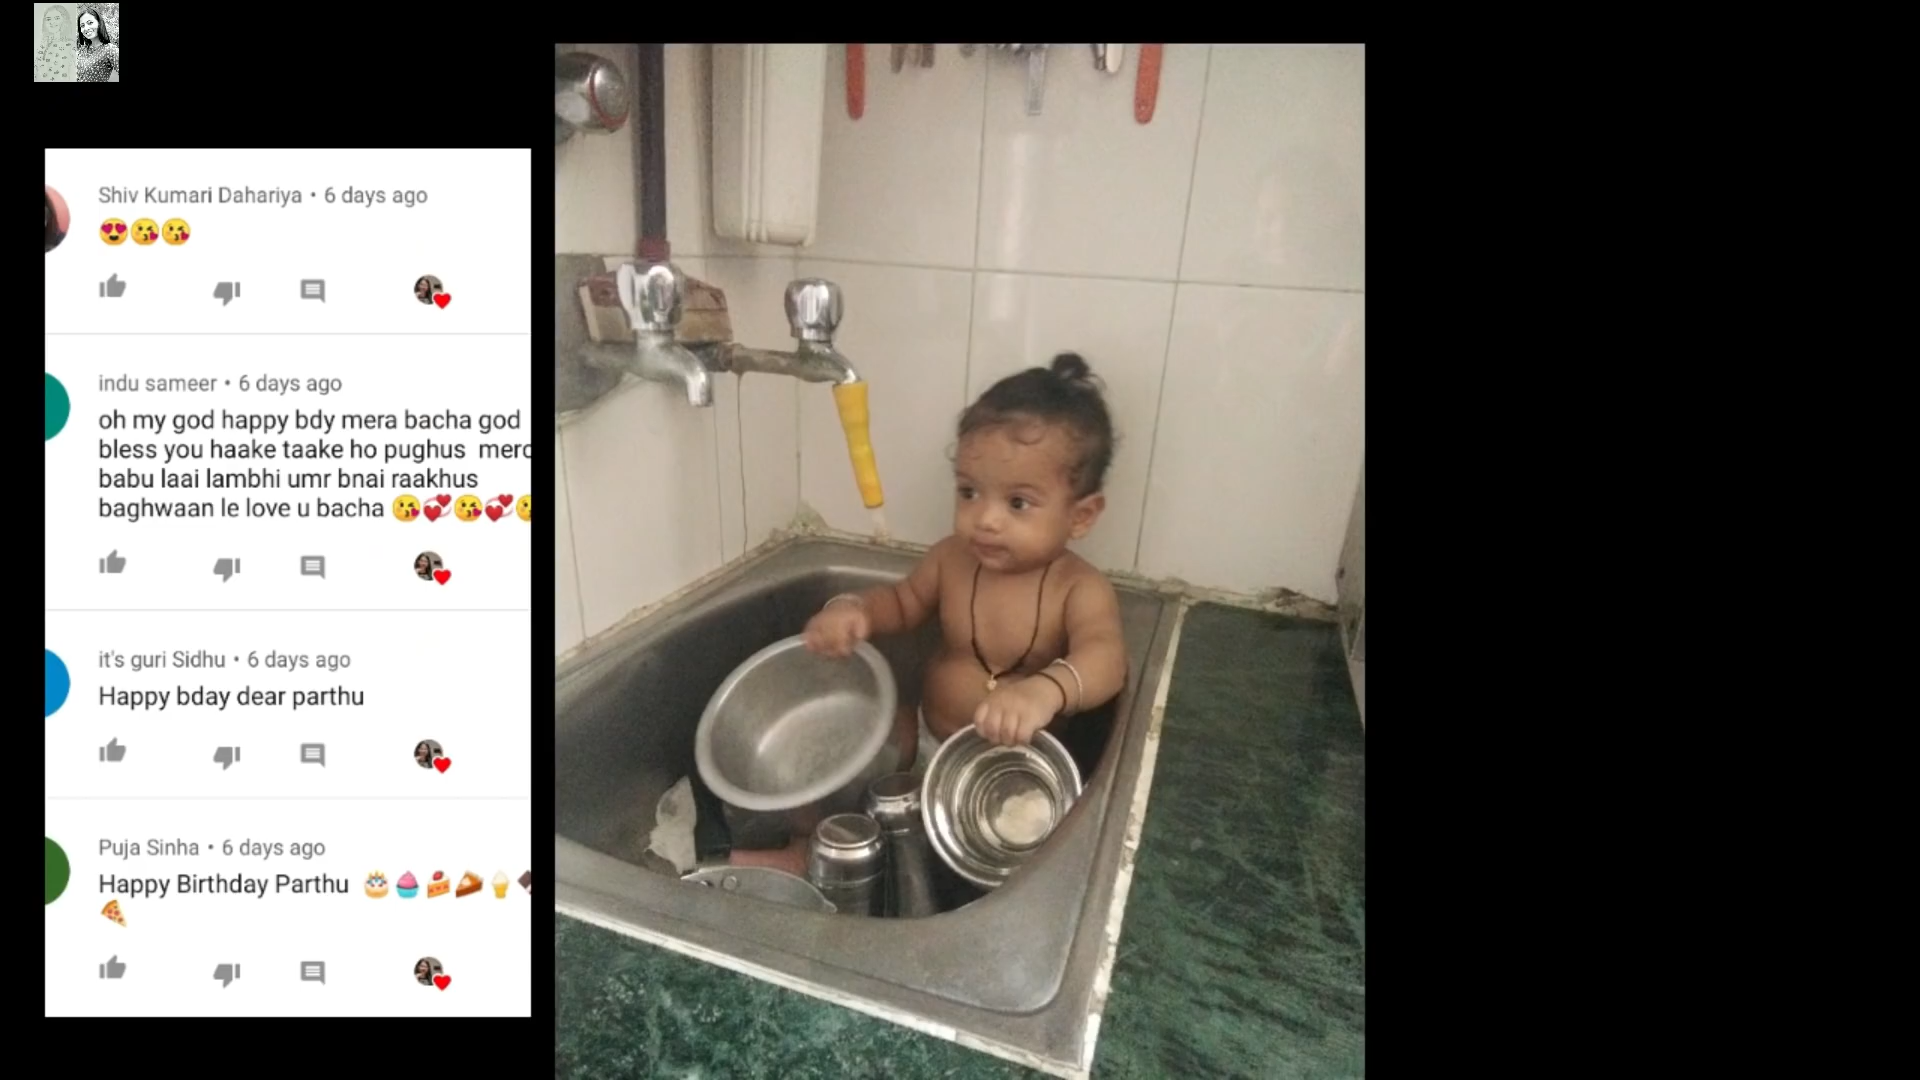 Shiv Kumari Dahariya • 6 days ago
😍😘😘
indu sameer • 6 days ago
oh my god happy bdy mera bacha god
bless you haake taake ho pughus merc
babu laai lambhi umr bnai raakhus
baghwaan le love u bacha 😘💞😘💞😘
it's guri Sidhu • 6 days ago
Happy bday dear parthu
Puja Sinha • 6 days ago
Happy Birthday Parthu 🎂🧁🍰🥧🍦🍫
🍕